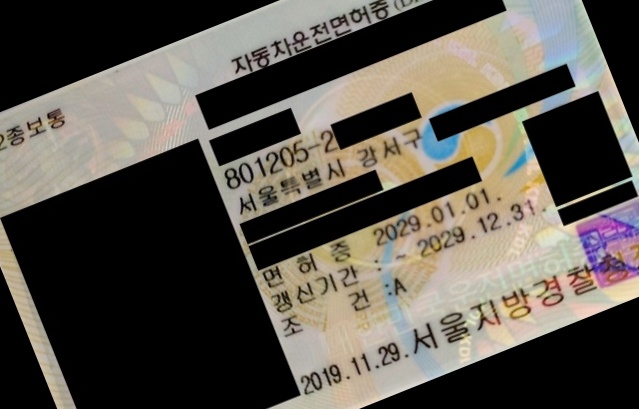 자동차운전면허증
2종보통
801205-2
서울특별시 강서구
2029.01.01.
면 허 증
갱신기간 : ~ 2029.12.31.
조 건 :A
2019.11.29. 서울지방경찰청